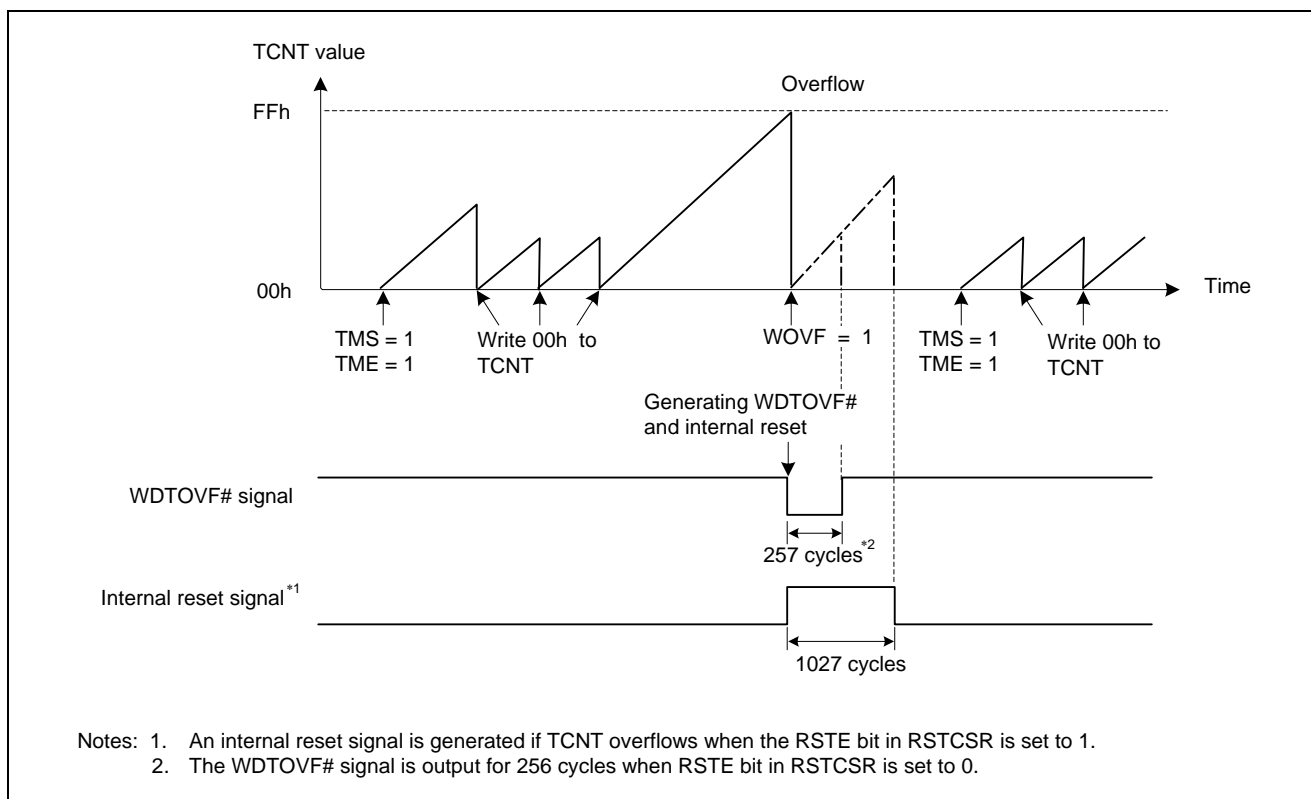 TCNT value
Overflow
FFh
00h
Time
TMS = 1
TME = 1
Write 00h to
TCNT
WOVF = 1
TMS = 1
TME = 1
Write 00h to
TCNT
Generating WDTOVF#
and internal reset
WDTOVF# signal
257 cycles*2
Internal reset signal*1
1027 cycles
Notes: 1. An internal reset signal is generated if TCNT overflows when the RSTE bit in RSTCSR is set to 1.
2. The WDTOVF# signal is output for 256 cycles when RSTE bit in RSTCSR is set to 0.